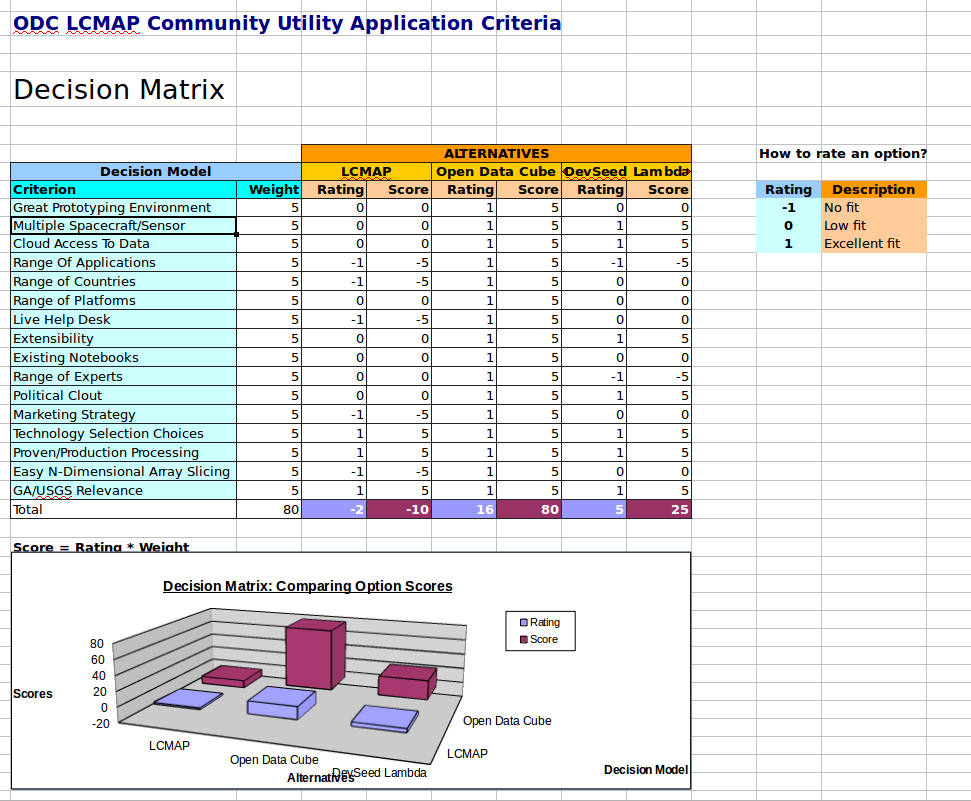 ODC LCMAP Community Utility Application Criteria
Decision Matrix
ALTERNATIVES How to rate an option?
Decision Model LCMAP Open Data Cube DevSeed Lambda
Criterion Weight Rating Score Rating Score Rating Score Rating Description
Great Prototyping Environment 5 0 0 1 5 0 0 -1 No fit
Multiple Spacecraft/Sensor 5 0 0 1 5 1 5 0 Low fit
Cloud Access To Data 5 0 0 1 5 1 5 1 Excellent fit
Range Of Applications 5 -1 -5 1 5 -1 -5
Range of Countries 5 -1 -5 1 5 0 0
Range of Platforms 5 0 0 1 5 0 0
Live Help Desk 5 -1 -5 1 5 0 0
Extensibility 5 0 0 1 5 1 5
Existing Notebooks 5 0 0 1 5 0 0
Range of Experts 5 0 0 1 5 -1 -5
Political Clout 5 0 0 1 5 1 5
Marketing Strategy 5 -1 -5 1 5 0 0
Technology Selection Choices 5 1 5 1 5 1 5
Proven/Production Processing 5 1 5 1 5 1 5
Easy N-Dimensional Array Slicing 5 -1 -5 1 5 0 0
GA/USGS Relevance 5 1 5 1 5 1 5
Total 80 -2 -10 16 80 5 25
Score = Rating * Weight
Decision Matrix: Comparing Option Scores
Rating
Score
80
60
40
20
0
-20
Scores
LCMAP
Open Data Cube
DevSeed Lambda
Alternatives
Open Data Cube
LCMAP
Decision Model